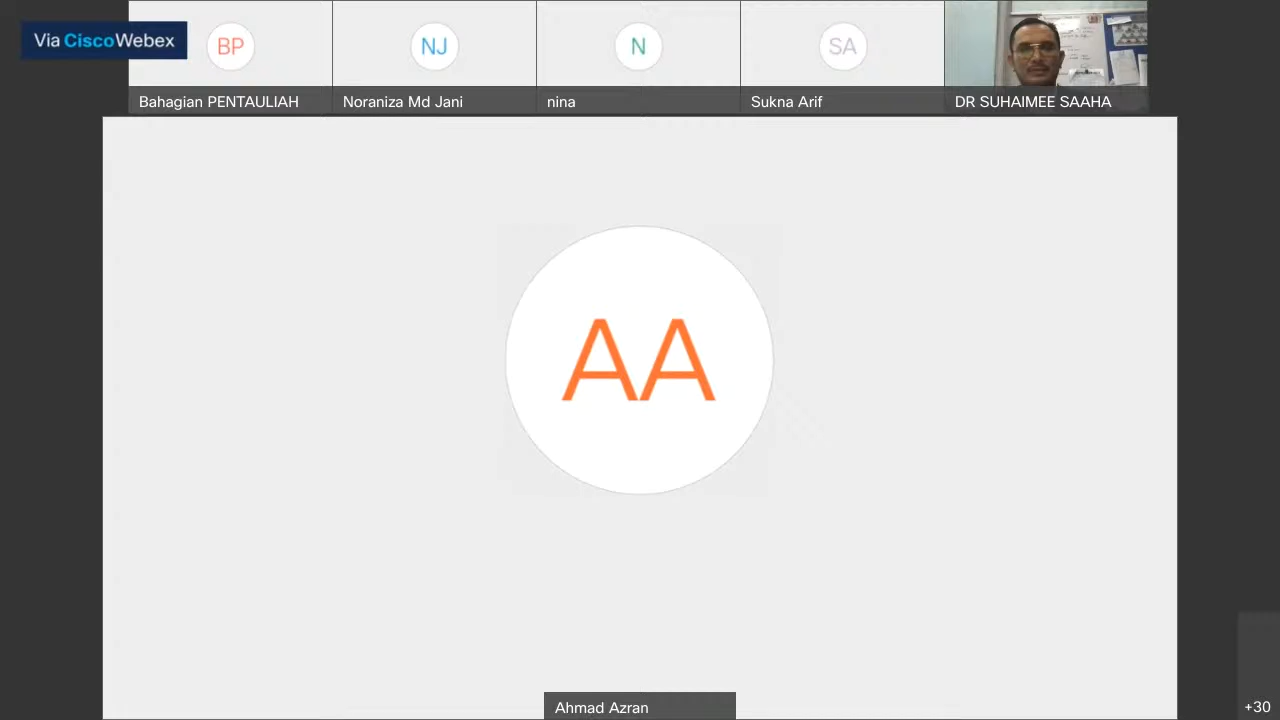 Via CiscoWebex
BP
NJ
N
SA
Bahagian PENTAULIAH
Noraniza Md Jani
nina
Sukna Arif
DR SUHAIMEE SAAHA
AA
Ahmad Azran
+30